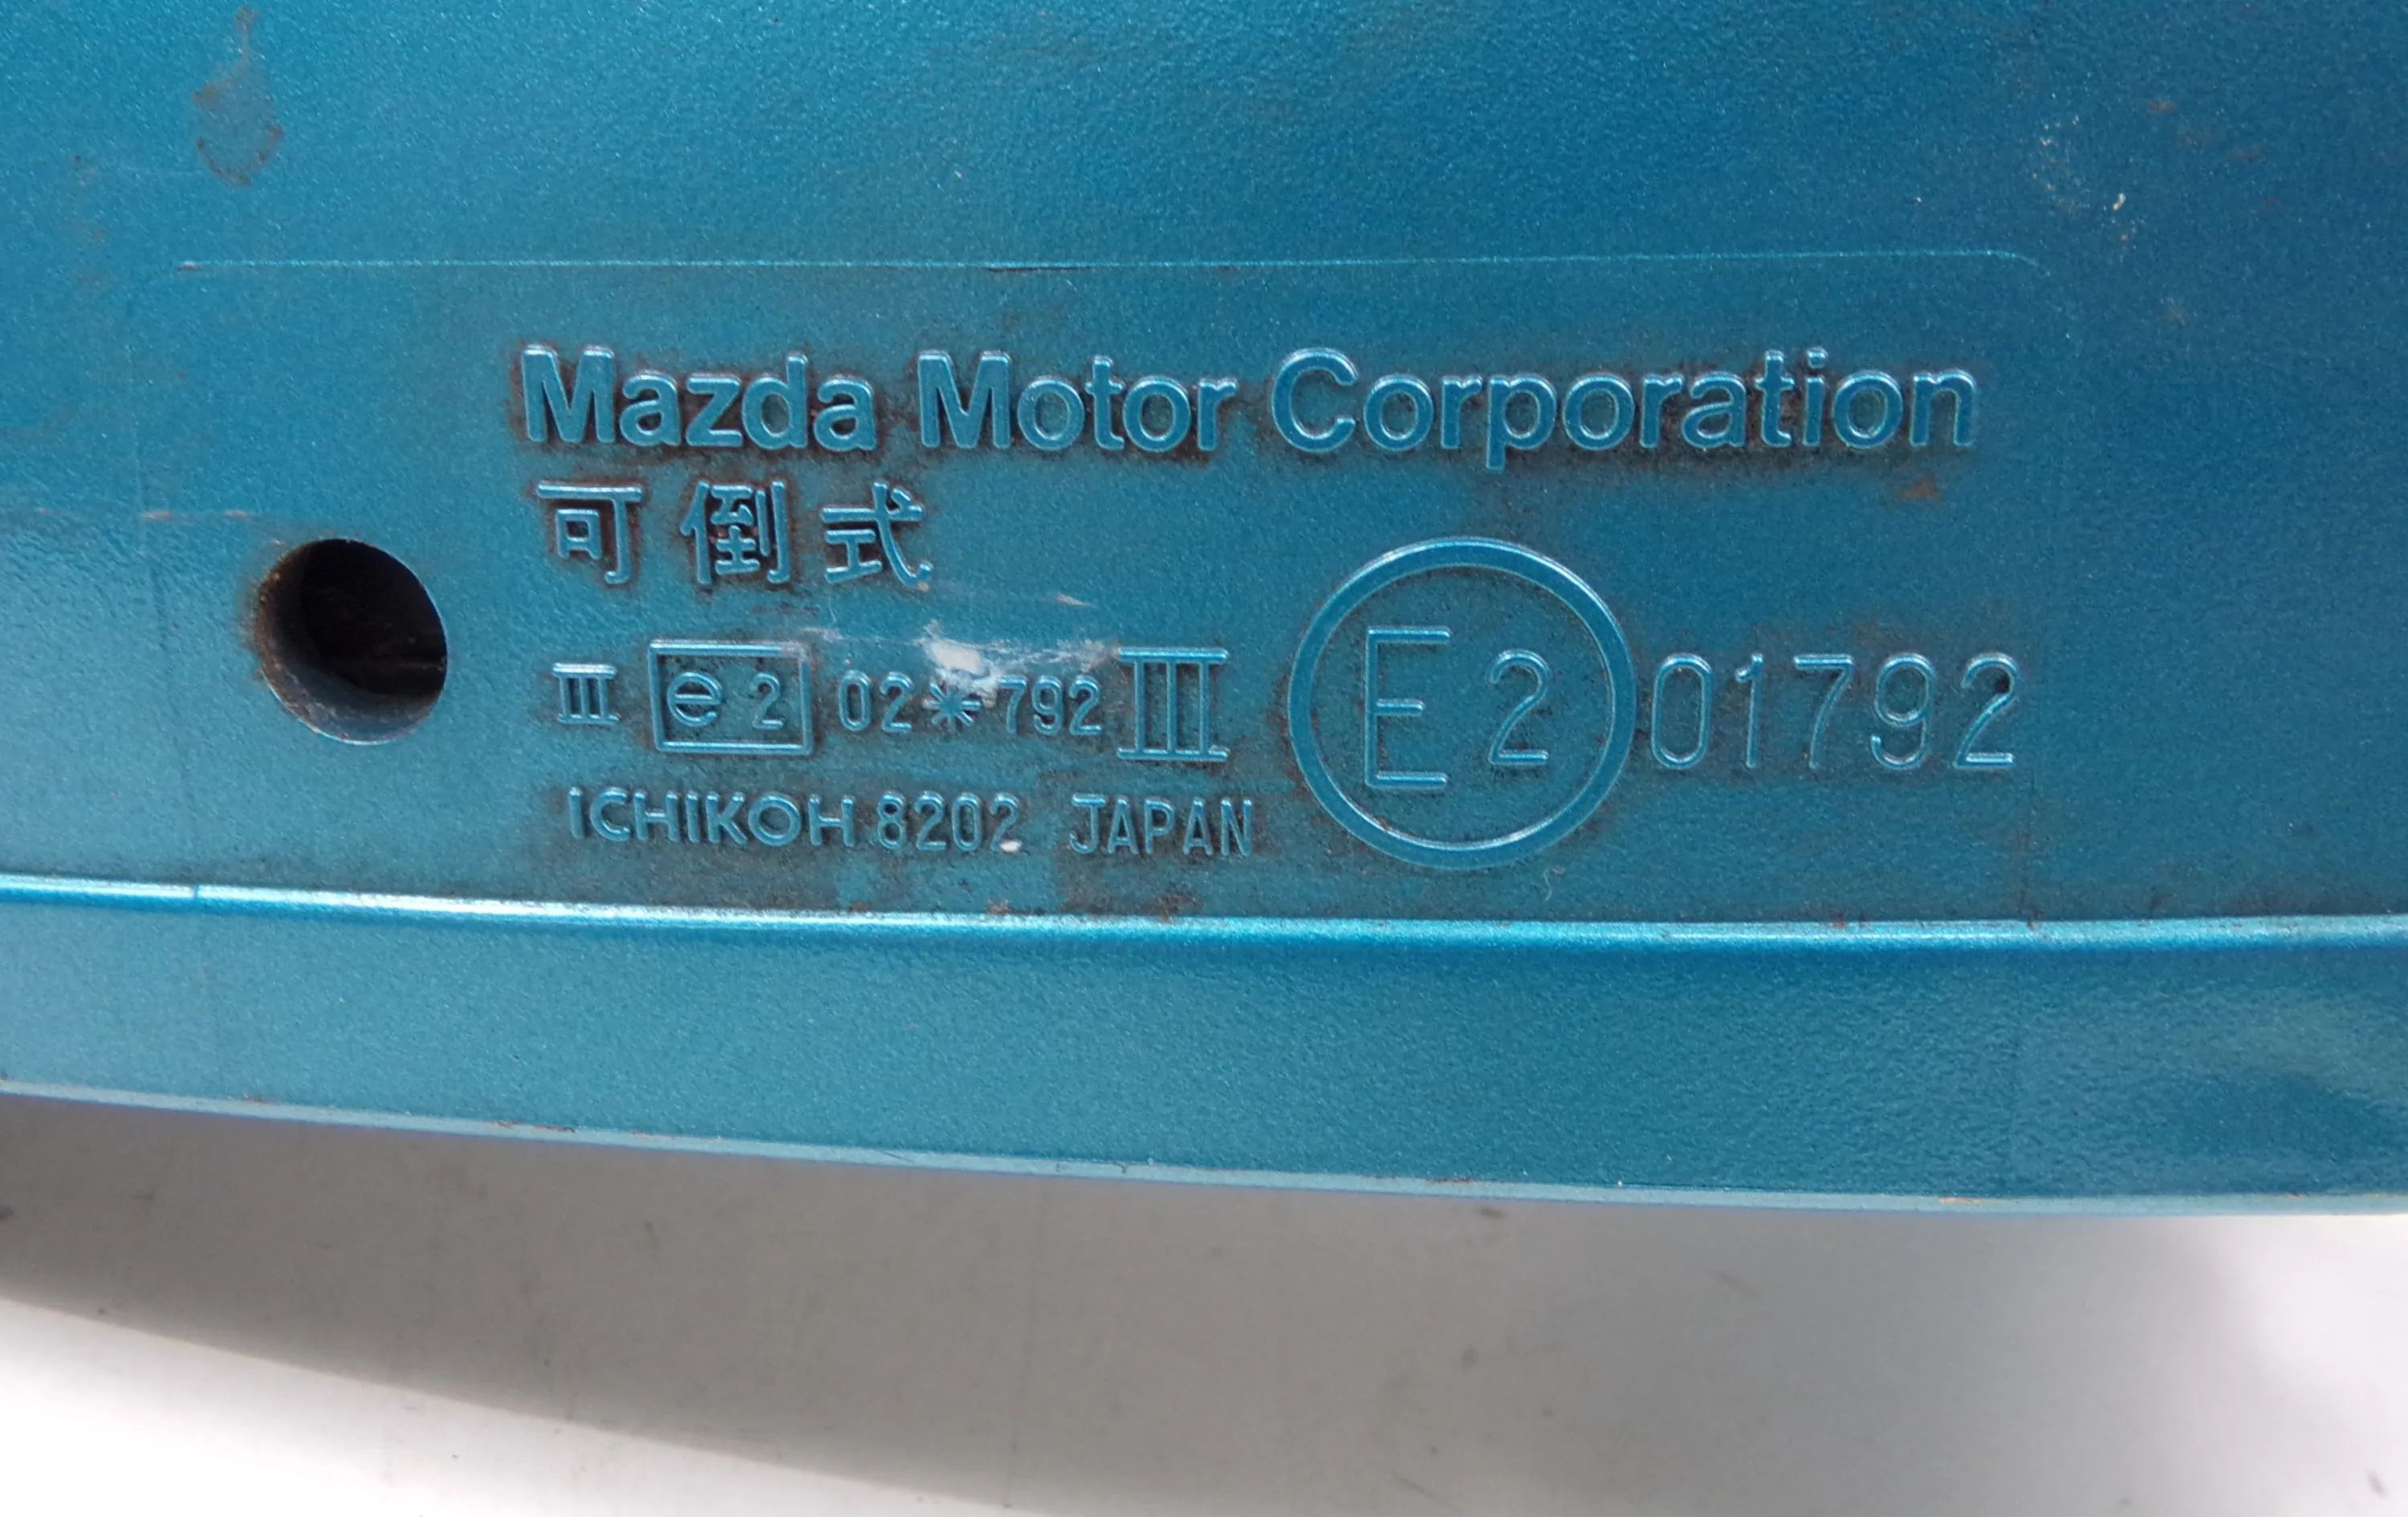 Mazda Motor Corporation
可倒式
III e2 02*792 III E2 01792
ICHIKOH 8202 JAPAN